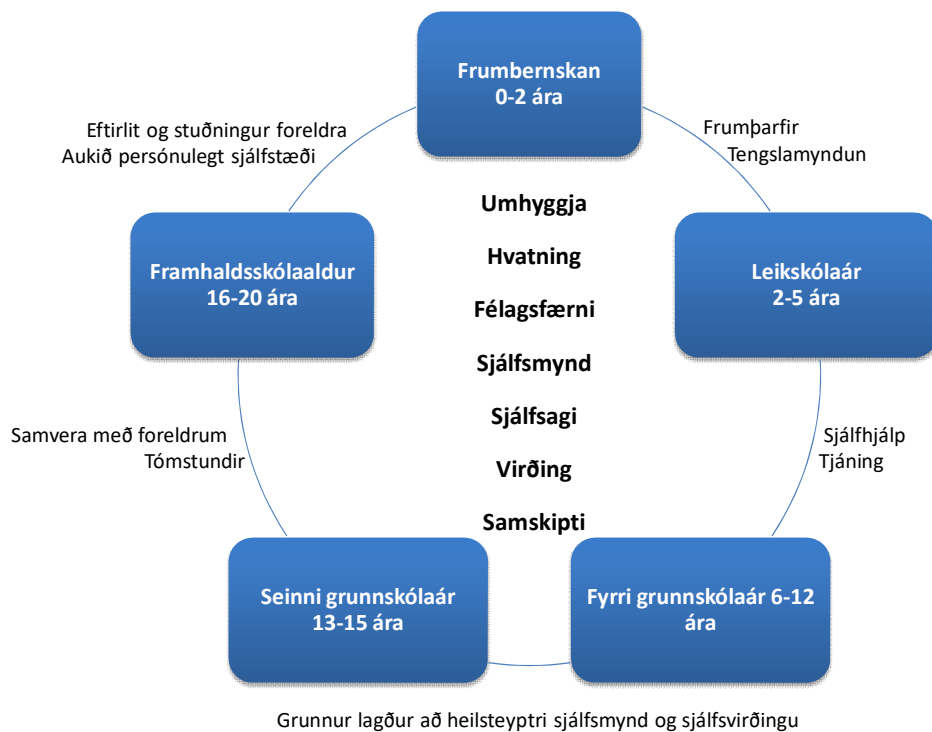 Frumbernskan
0-2 ára
Frumþarfir
Tengslamyndun
Leikskólaár
2-5 ára
Sjálfhjálp
Tjáning
Fyrri grunnskólaár 6-12
ára
Grunnur lagður að heilsteyptri sjálfsmynd og sjálfsvirðingu
Seinni grunnskólaár
13-15 ára
Samvera með foreldrum
Tómstundir
Framhaldsskólaaldur
16-20 ára
Eftirlit og stuðningur foreldra
Aukið persónulegt sjálfstæði
Umhyggja
Hvatning
Félagsfærni
Sjálfsmynd
Sjálfsagi
Virðing
Samskipti